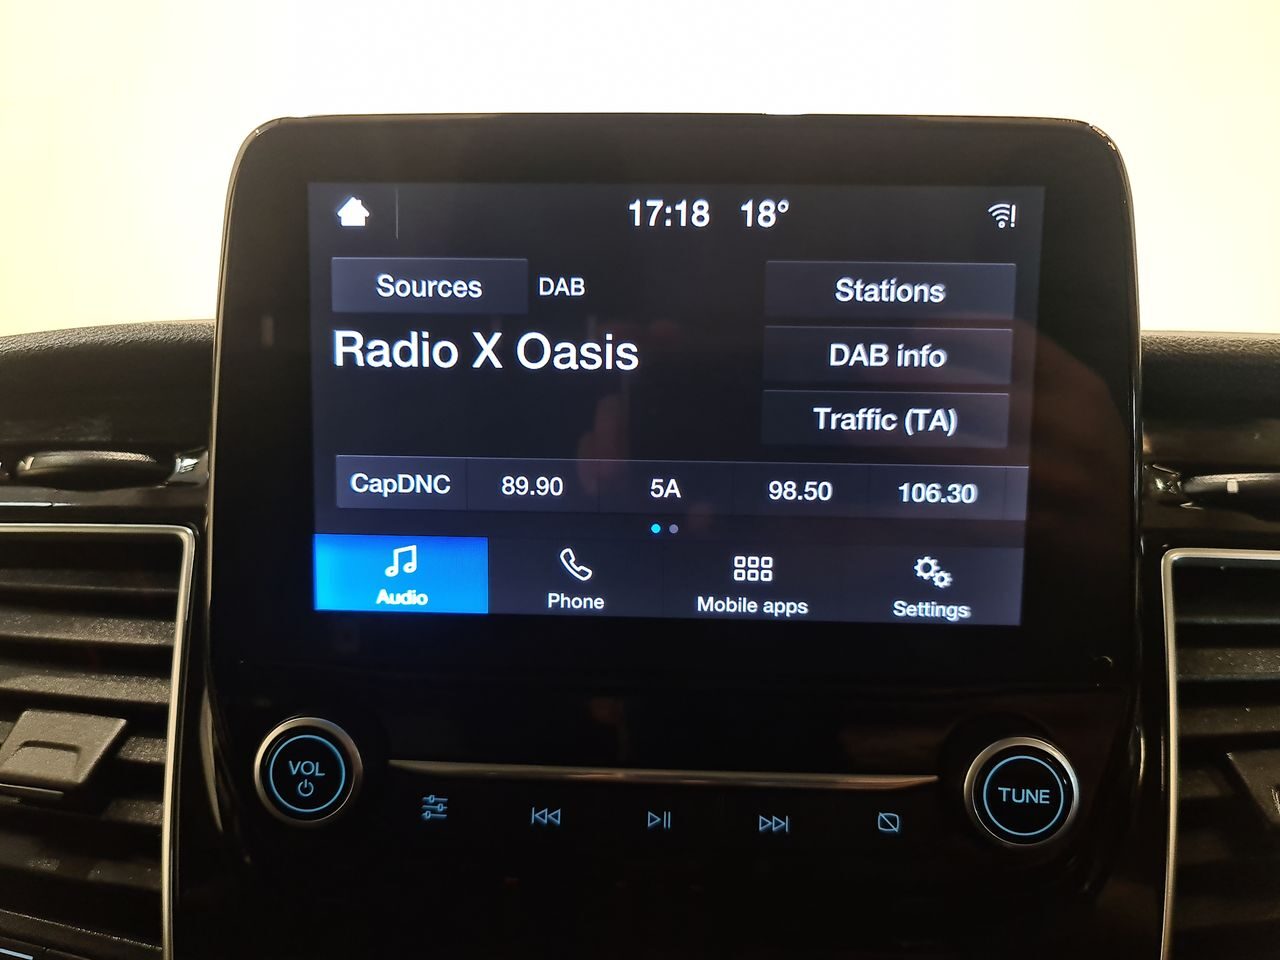 17:18 18°
Sources DAB Stations
Radio X Oasis
DAB info
Traffic (TA)
CapDNC 89.90 5A 98.50 106.30
Audio Phone Mobile apps Settings
VOL
TUNE